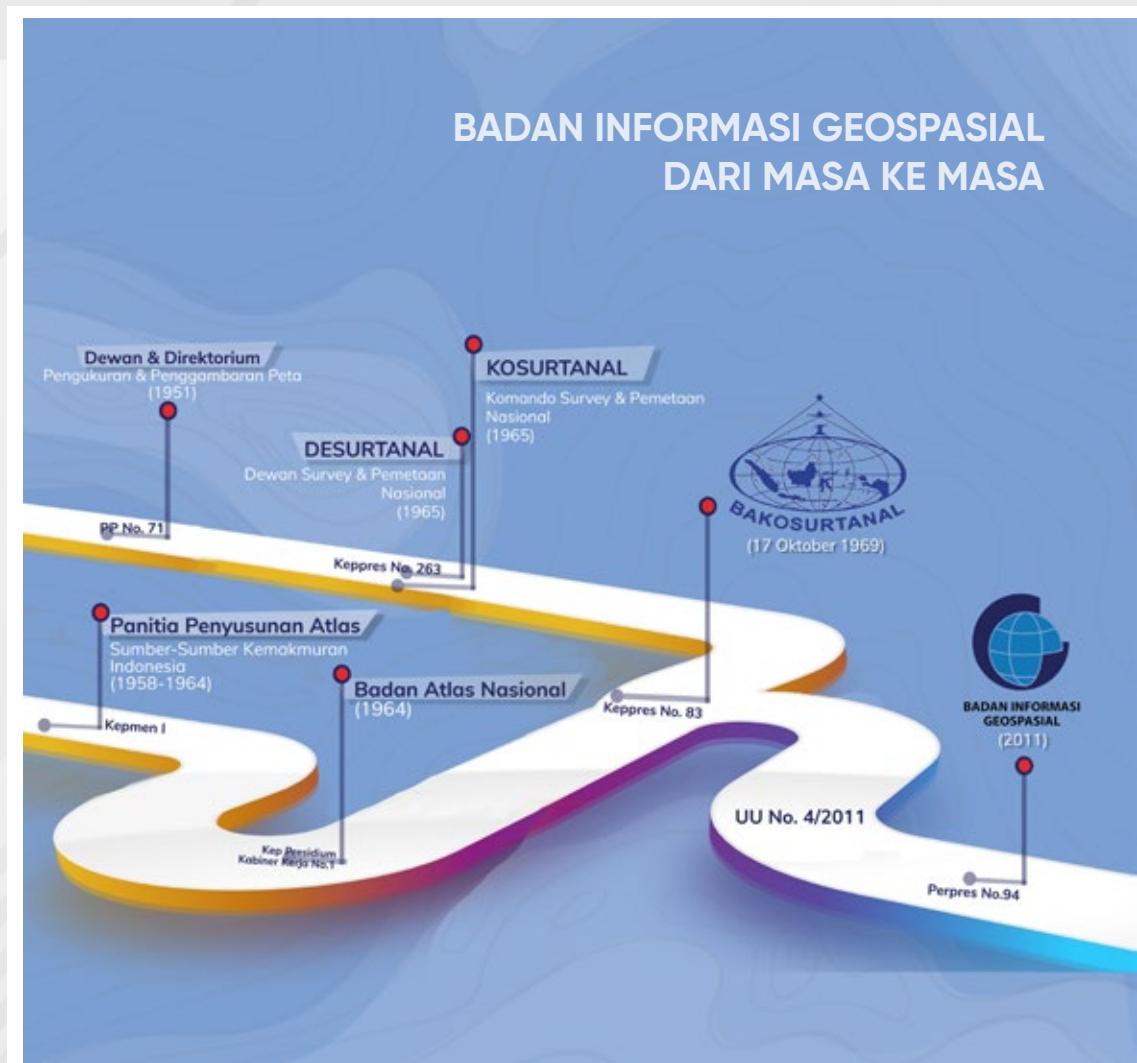 BADAN INFORMASI GEOSPASIAL
DARI MASA KE MASA
Dewan & Direktorium
Pengukuran & Penggambaran Peta
(1951)
PP No. 71
DESURTANAL
Dewan Survey & Pemetaan
Nasional
(1965)
KOSURTANAL
Komando Survey & Pemetaan
Nasional
(1965)
Keppres No. 263
Panitia Penyusunan Atlas
Sumber-Sumber Kemakmuran
Indonesia
(1958-1964)
Kepmen I
Badan Atlas Nasional
(1964)
Kep Presidium
Kabiner Kerja No.1
BAKOSURTANAL
(17 Oktober 1969)
Keppres No. 83
UU No. 4/2011
BADAN INFORMASI
GEOSPASIAL
(2011)
Perpres No.94